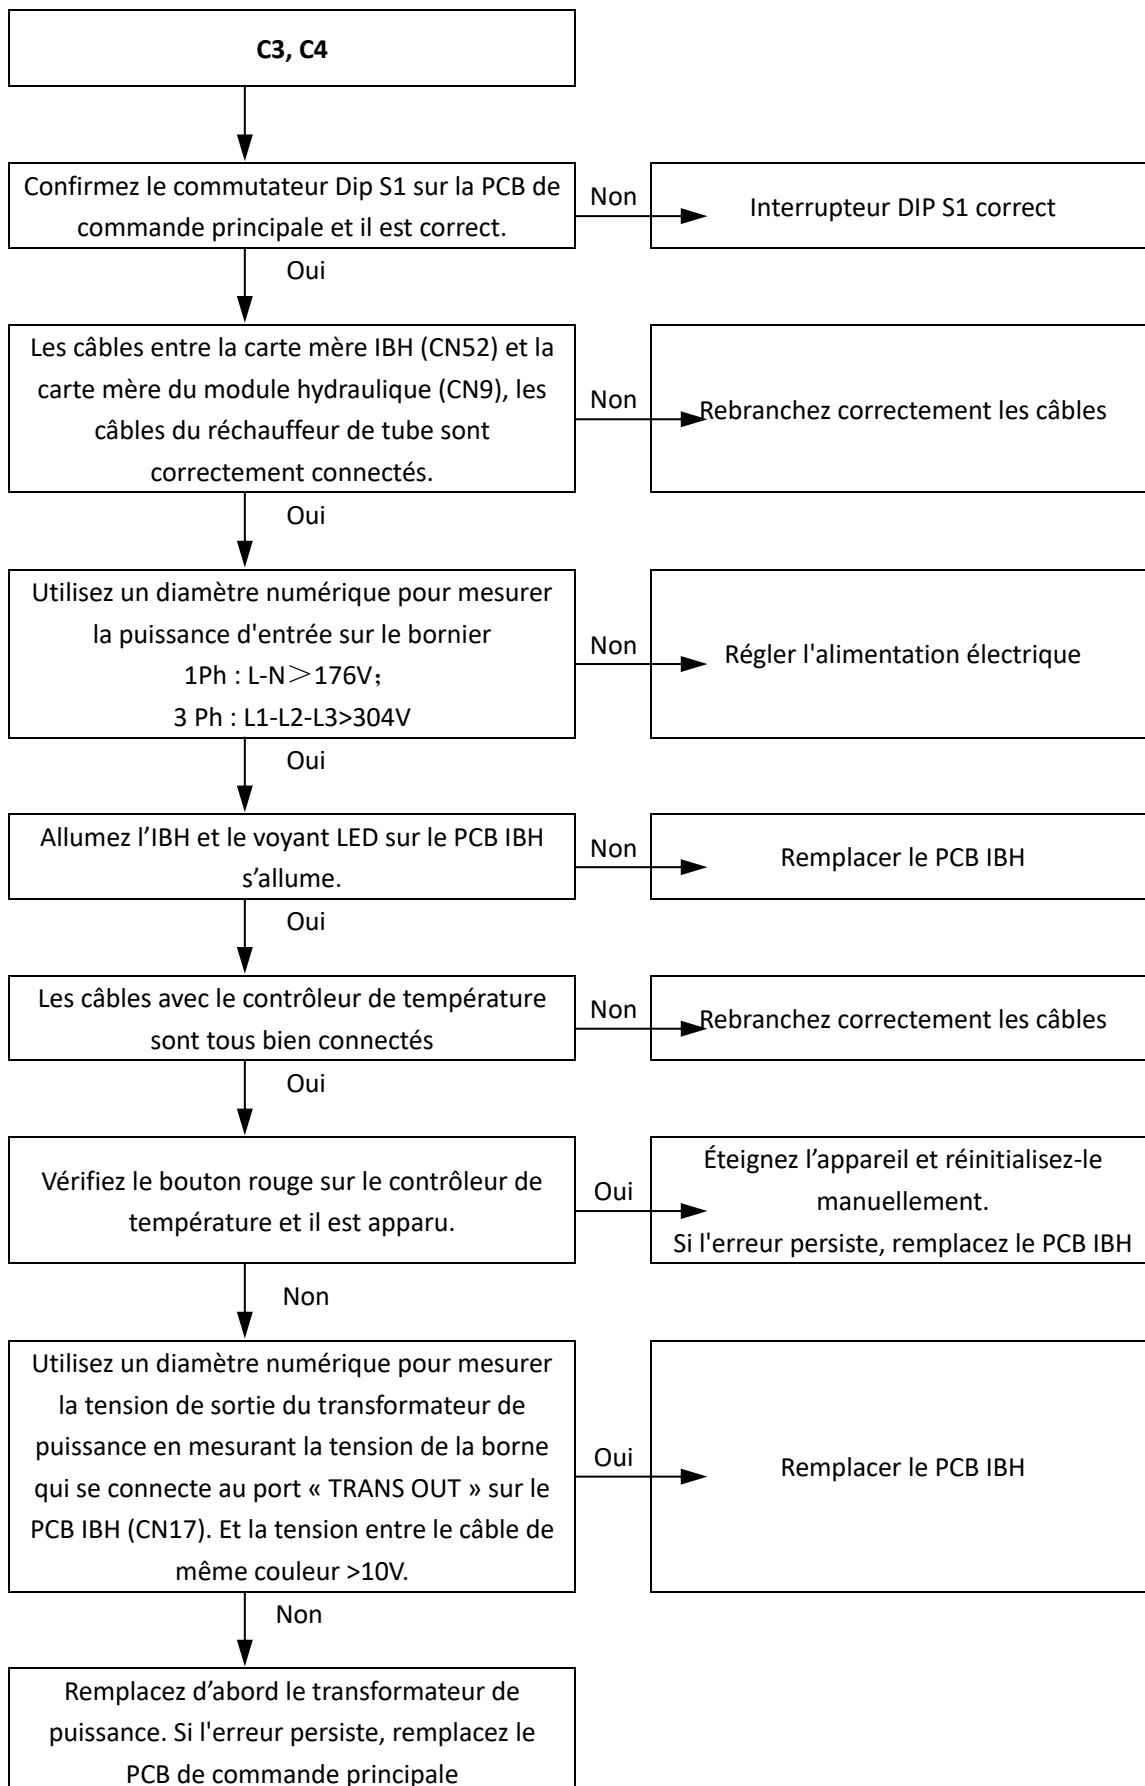 C3, C4
Confirmez le commutateur Dip S1 sur la PCB de
commande principale et il est correct.
Non
Interrupteur DIP S1 correct
Oui
Les câbles entre la carte mère IBH (CN52) et la
carte mère du module hydraulique (CN9), les
câbles du réchauffeur de tube sont
correctement connectés.
Non
Rebranchez correctement les câbles
Oui
Utilisez un diamètre numérique pour mesurer
la puissance d'entrée sur le bornier
1Ph : L-N＞176V；
3 Ph : L1-L2-L3>304V
Non
Régler l'alimentation électrique
Oui
Allumez l’IBH et le voyant LED sur le PCB IBH
s’allume.
Non
Remplacer le PCB IBH
Oui
Les câbles avec le contrôleur de température
sont tous bien connectés
Non
Rebranchez correctement les câbles
Oui
Vérifiez le bouton rouge sur le contrôleur de
température et il est apparu.
Oui
Éteignez l’appareil et réinitialisez-le
manuellement.
Si l'erreur persiste, remplacez le PCB IBH
Non
Utilisez un diamètre numérique pour mesurer
la tension de sortie du transformateur de
puissance en mesurant la tension de la borne
qui se connecte au port « TRANS OUT » sur le
PCB IBH (CN17). Et la tension entre le câble de
même couleur >10V.
Oui
Remplacer le PCB IBH
Non
Remplacez d’abord le transformateur de
puissance. Si l'erreur persiste, remplacez le
PCB de commande principale